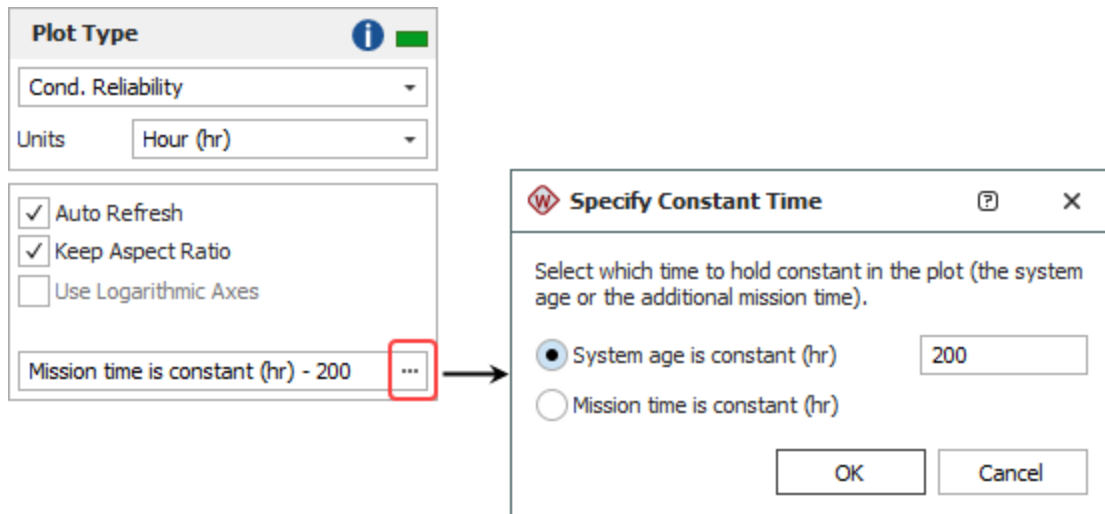 Plot Type
Cond. Reliability
Units Hour (hr)
Auto Refresh
Keep Aspect Ratio
Use Logarithmic Axes
Mission time is constant (hr) - 200 ...
W Specify Constant Time ?
Select which time to hold constant in the plot (the system
age or the additional mission time).
System age is constant (hr) 200
Mission time is constant (hr)
OK Cancel